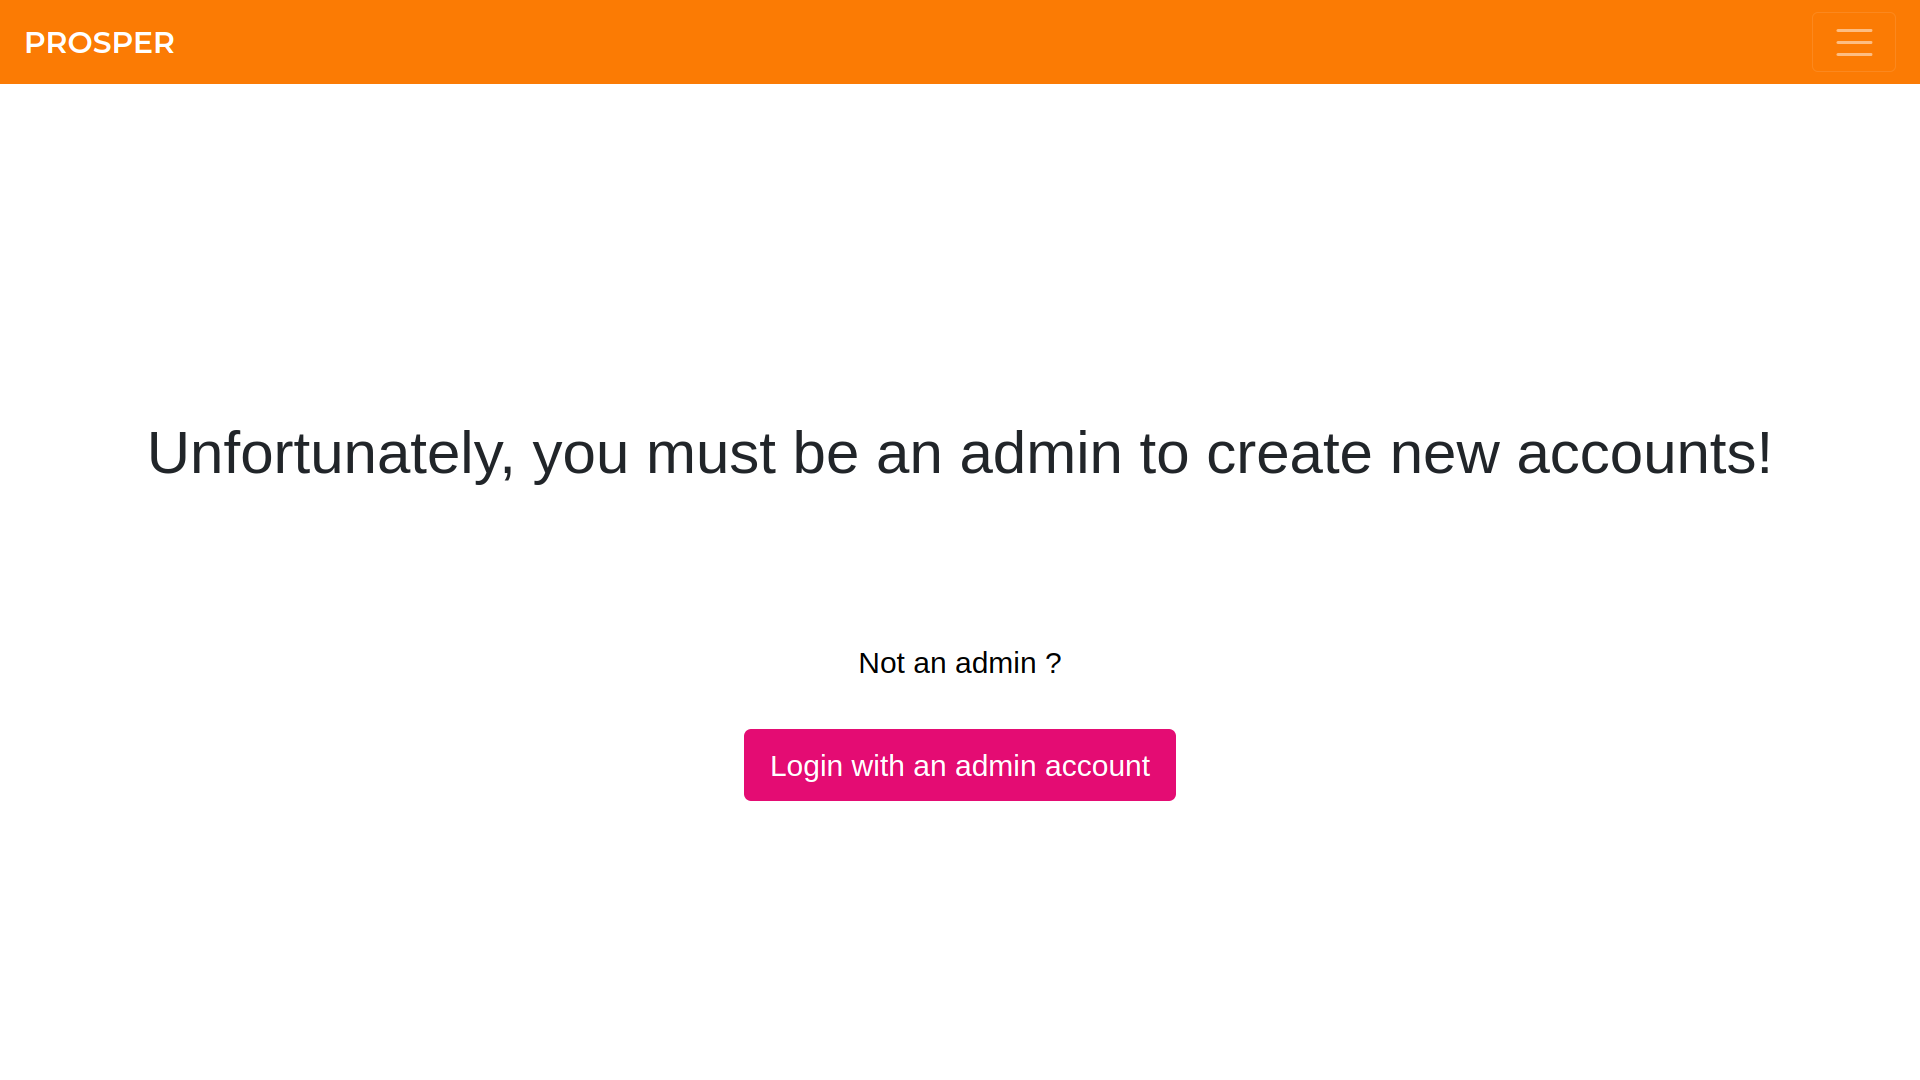 PROSPER
Unfortunately, you must be an admin to create new accounts!
Not an admin ?
Login with an admin account